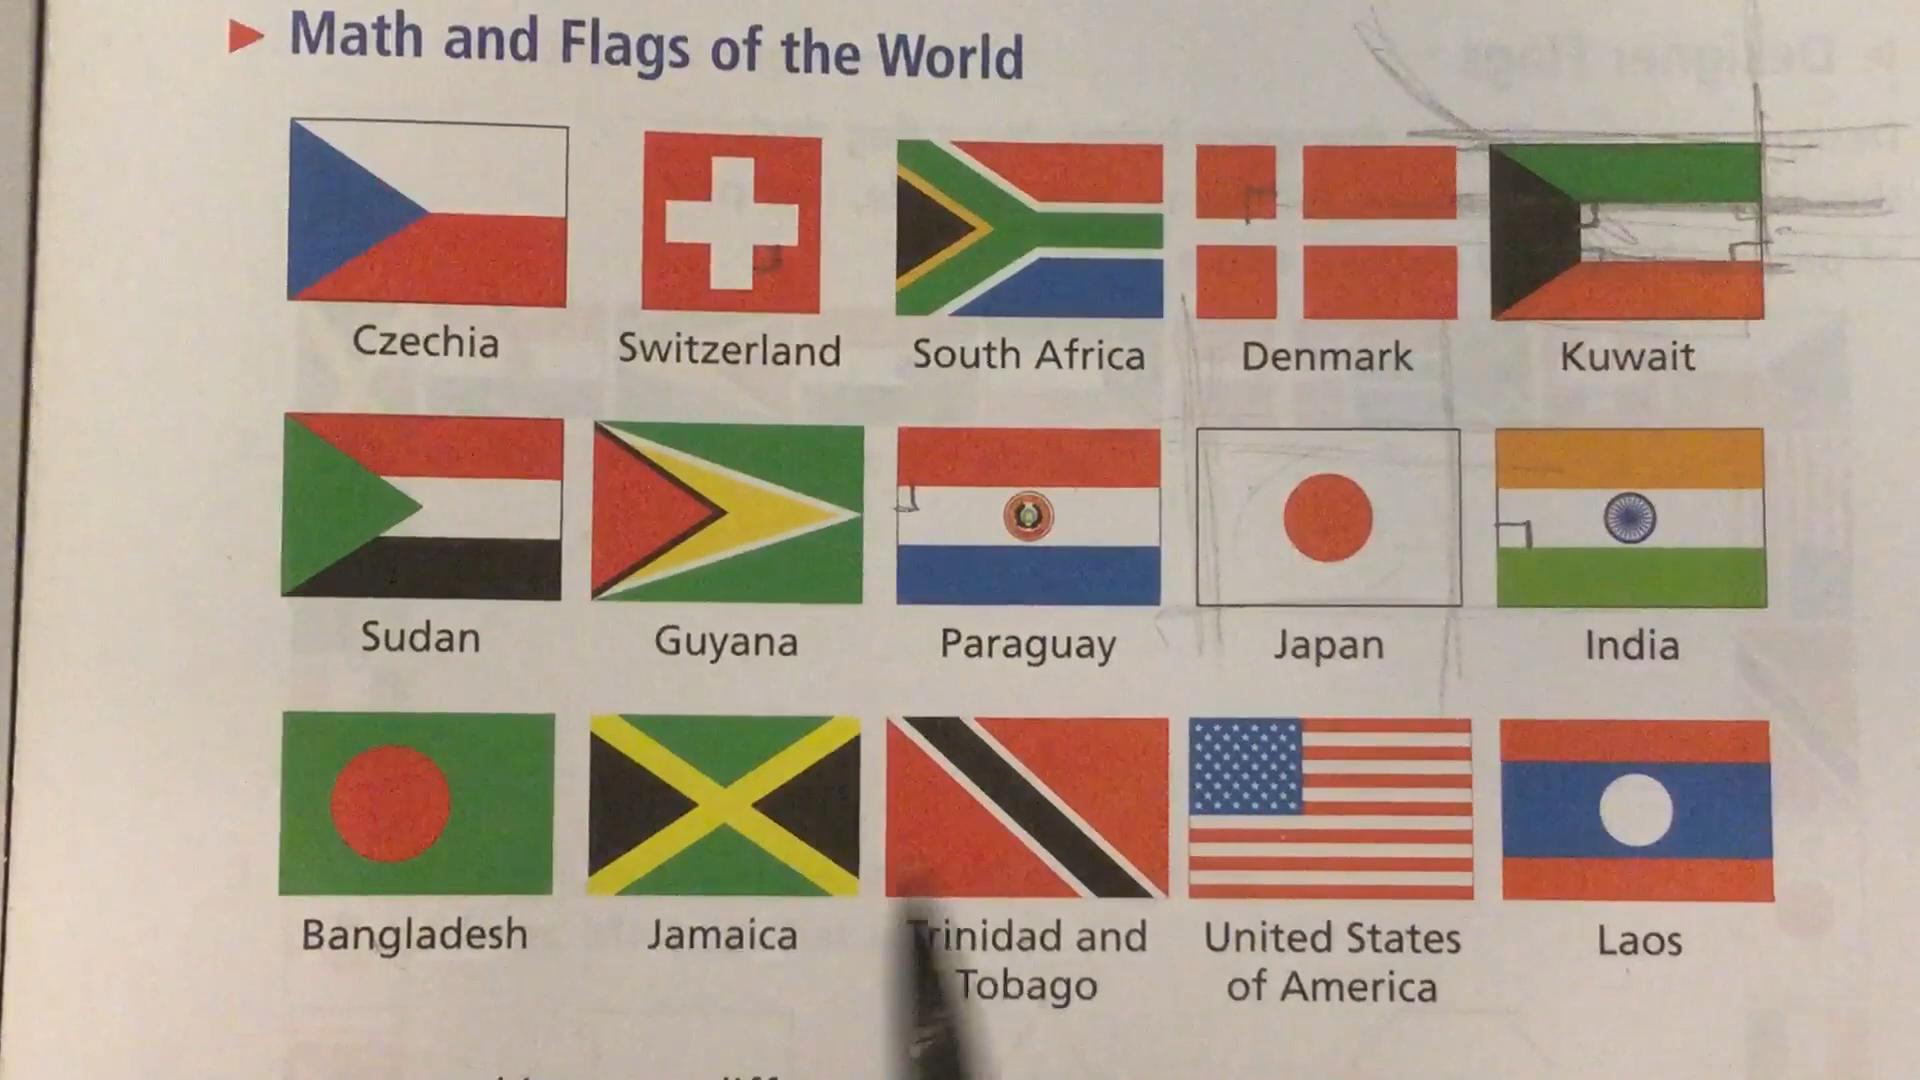 Math and Flags of the World
Czechia
Switzerland
South Africa
Denmark
Kuwait
Sudan
Guyana
Paraguay
Japan
India
Bangladesh
Jamaica
Trinidad and
Tobago
United States
of America
Laos